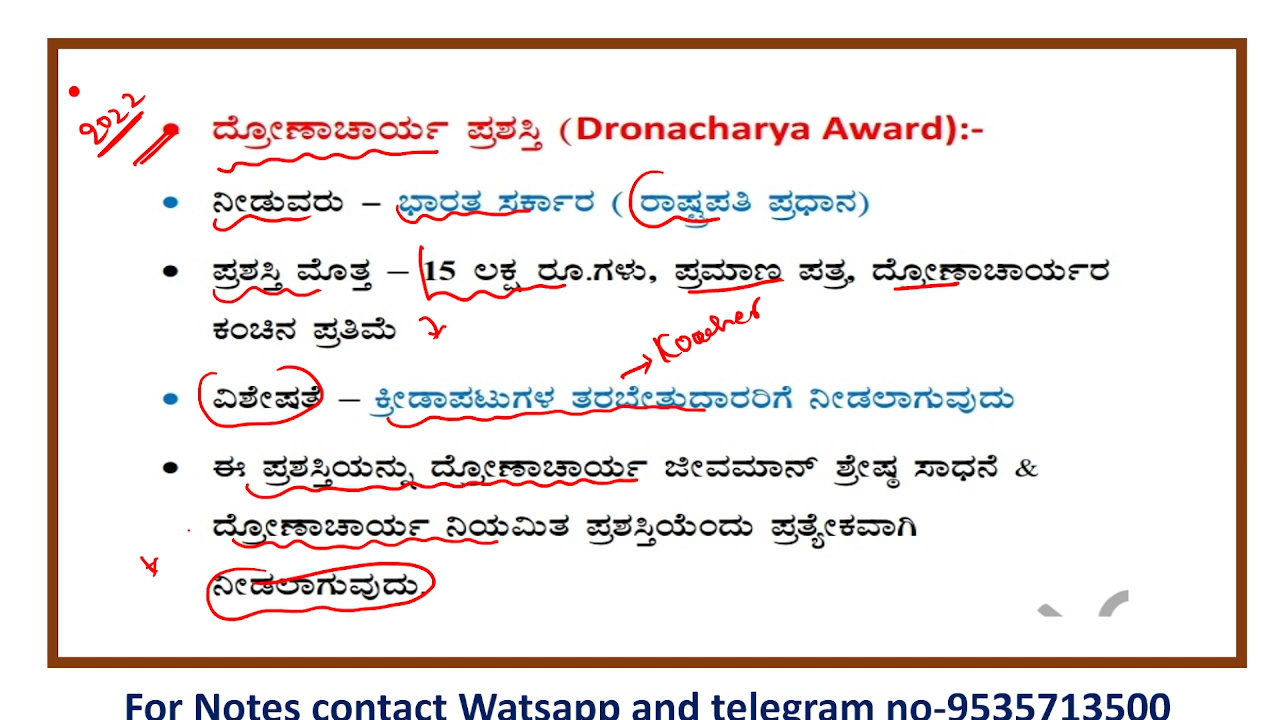 2022
ದ್ರೋಣಾಚಾರ್ಯ ಪ್ರಶಸ್ತಿ (Dronacharya Award):-
ನೀಡುವರು – ಭಾರತ ಸರ್ಕಾರ ( ರಾಷ್ಟ್ರಪತಿ ಪ್ರಧಾನ)
ಪ್ರಶಸ್ತಿ ಮೊತ್ತ – 15 ಲಕ್ಷ ರೂ.ಗಳು, ಪ್ರಮಾಣ ಪತ್ರ, ದ್ರೋಣಾಚಾರ್ಯರ
ಕಂಚಿನ ಪ್ರತಿಮೆ
ವಿಶೇಷತೆ – ಕ್ರೀಡಾಪಟುಗಳ ತರಬೇತುದಾರರಿಗೆ ನೀಡಲಾಗುವುದು
ಈ ಪ್ರಶಸ್ತಿಯನ್ನು ದ್ರೋಣಾಚಾರ್ಯ ಜೀವಮಾನ್ ಶ್ರೇಷ್ಠ ಸಾಧನೆ &
ದ್ರೋಣಾಚಾರ್ಯ ನಿಯಮಿತ ಪ್ರಶಸ್ತಿಯೆಂದು ಪ್ರತ್ಯೇಕವಾಗಿ
ನೀಡಲಾಗುವುದು.
For Notes contact Watsapp and telegram no-9535713500